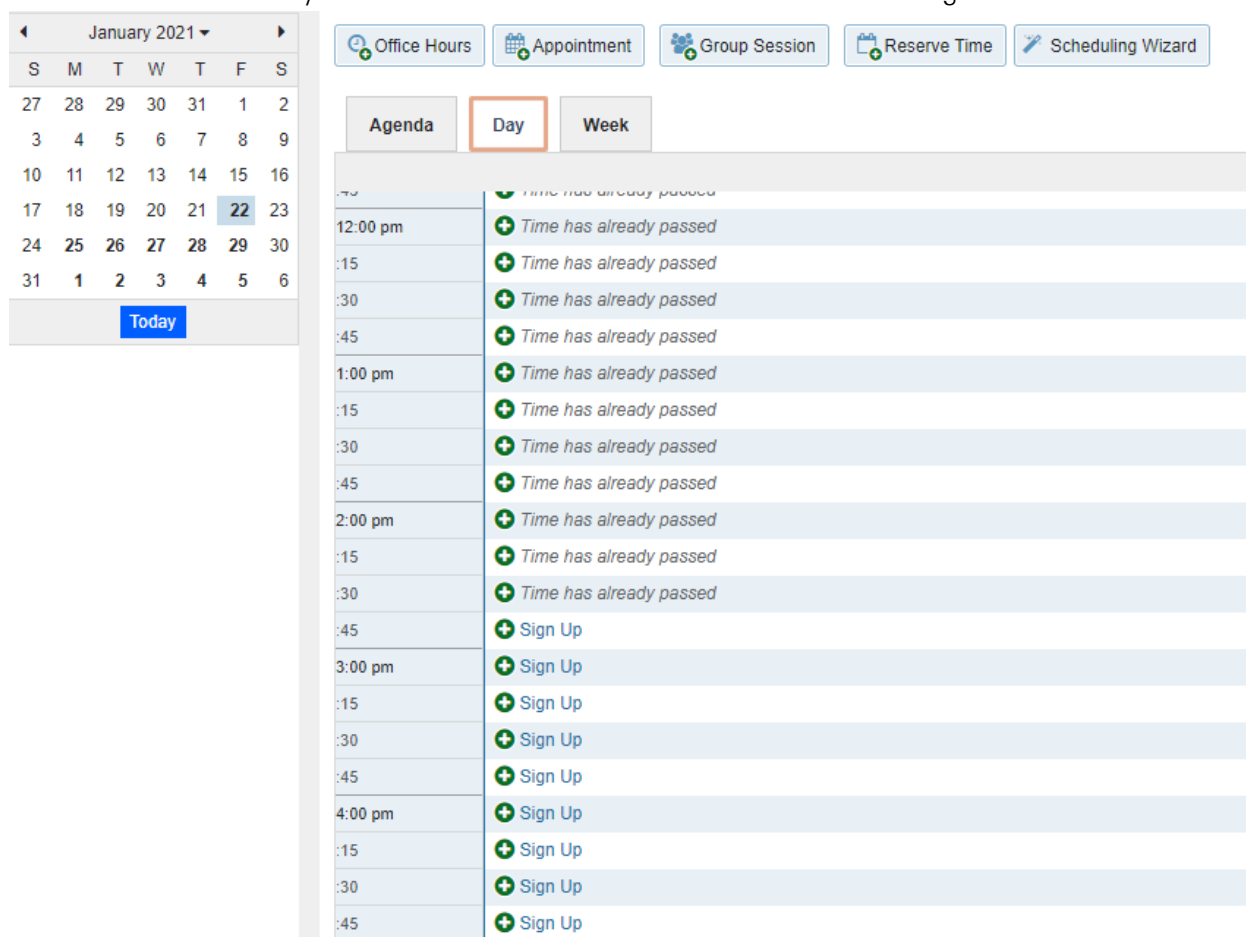 January 2021
S M T W T F S
27 28 29 30 31 1 2
3 4 5 6 7 8 9
10 11 12 13 14 15 16
17 18 19 20 21 22 23
24 25 26 27 28 29 30
31 1 2 3 4 5 6
Today
Office Hours Appointment Group Session Reserve Time Scheduling Wizard
Agenda Day Week
:45 Time has already passed
12:00 pm Time has already passed
:15 Time has already passed
:30 Time has already passed
:45 Time has already passed
1:00 pm Time has already passed
:15 Time has already passed
:30 Time has already passed
:45 Time has already passed
2:00 pm Time has already passed
:15 Time has already passed
:30 Time has already passed
:45 Sign Up
3:00 pm Sign Up
:15 Sign Up
:30 Sign Up
:45 Sign Up
4:00 pm Sign Up
:15 Sign Up
:30 Sign Up
:45 Sign Up